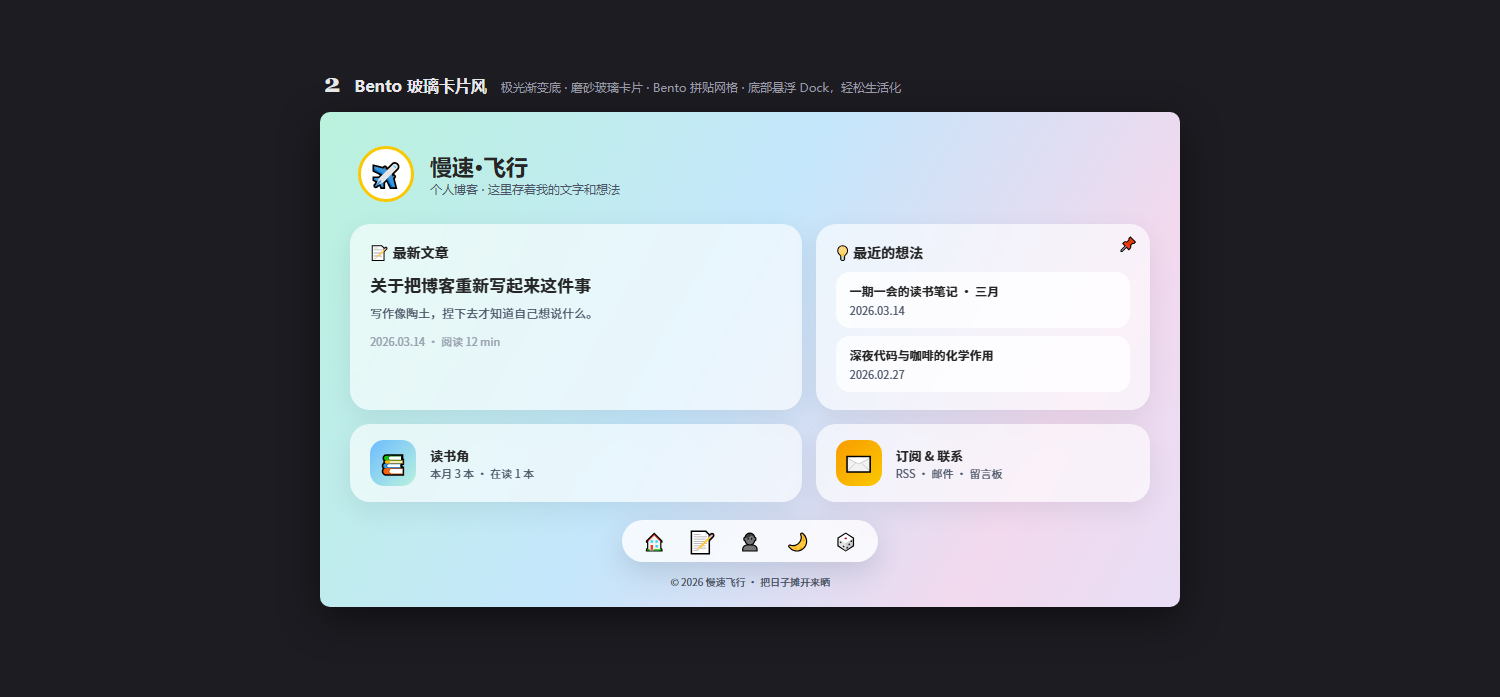 2 Bento 玻璃卡片风 极光渐变底 · 磨砂玻璃卡片 · Bento 拼贴网格 · 底部悬浮 Dock，轻松生活化
慢速·飞行
个人博客 · 这里存着我的文字和想法
最新文章
关于把博客重新写起来这件事
写作像陶土，捏下去才知道自己想说什么。
2026.03.14 · 阅读 12 min
最近的想法
一期一会的读书笔记 · 三月
2026.03.14
深夜代码与咖啡的化学作用
2026.02.27
读书角
本月 3 本 · 在读 1 本
订阅 & 联系
RSS · 邮件 · 留言板
© 2026 慢速飞行 · 把日子摊开来晒